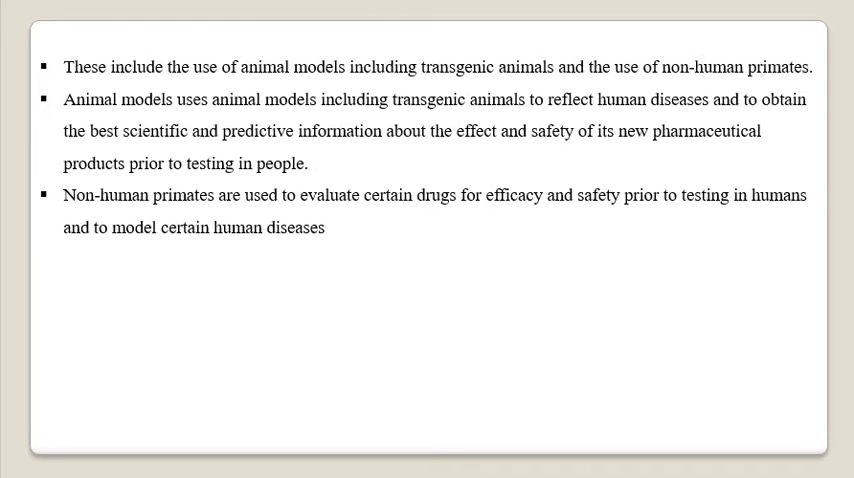 ▪ These include the use of animal models including transgenic animals and the use of non-human primates.
▪ Animal models uses animal models including transgenic animals to reflect human diseases and to obtain
the best scientific and predictive information about the effect and safety of its new pharmaceutical
products prior to testing in people.
▪ Non-human primates are used to evaluate certain drugs for efficacy and safety prior to testing in humans
and to model certain human diseases